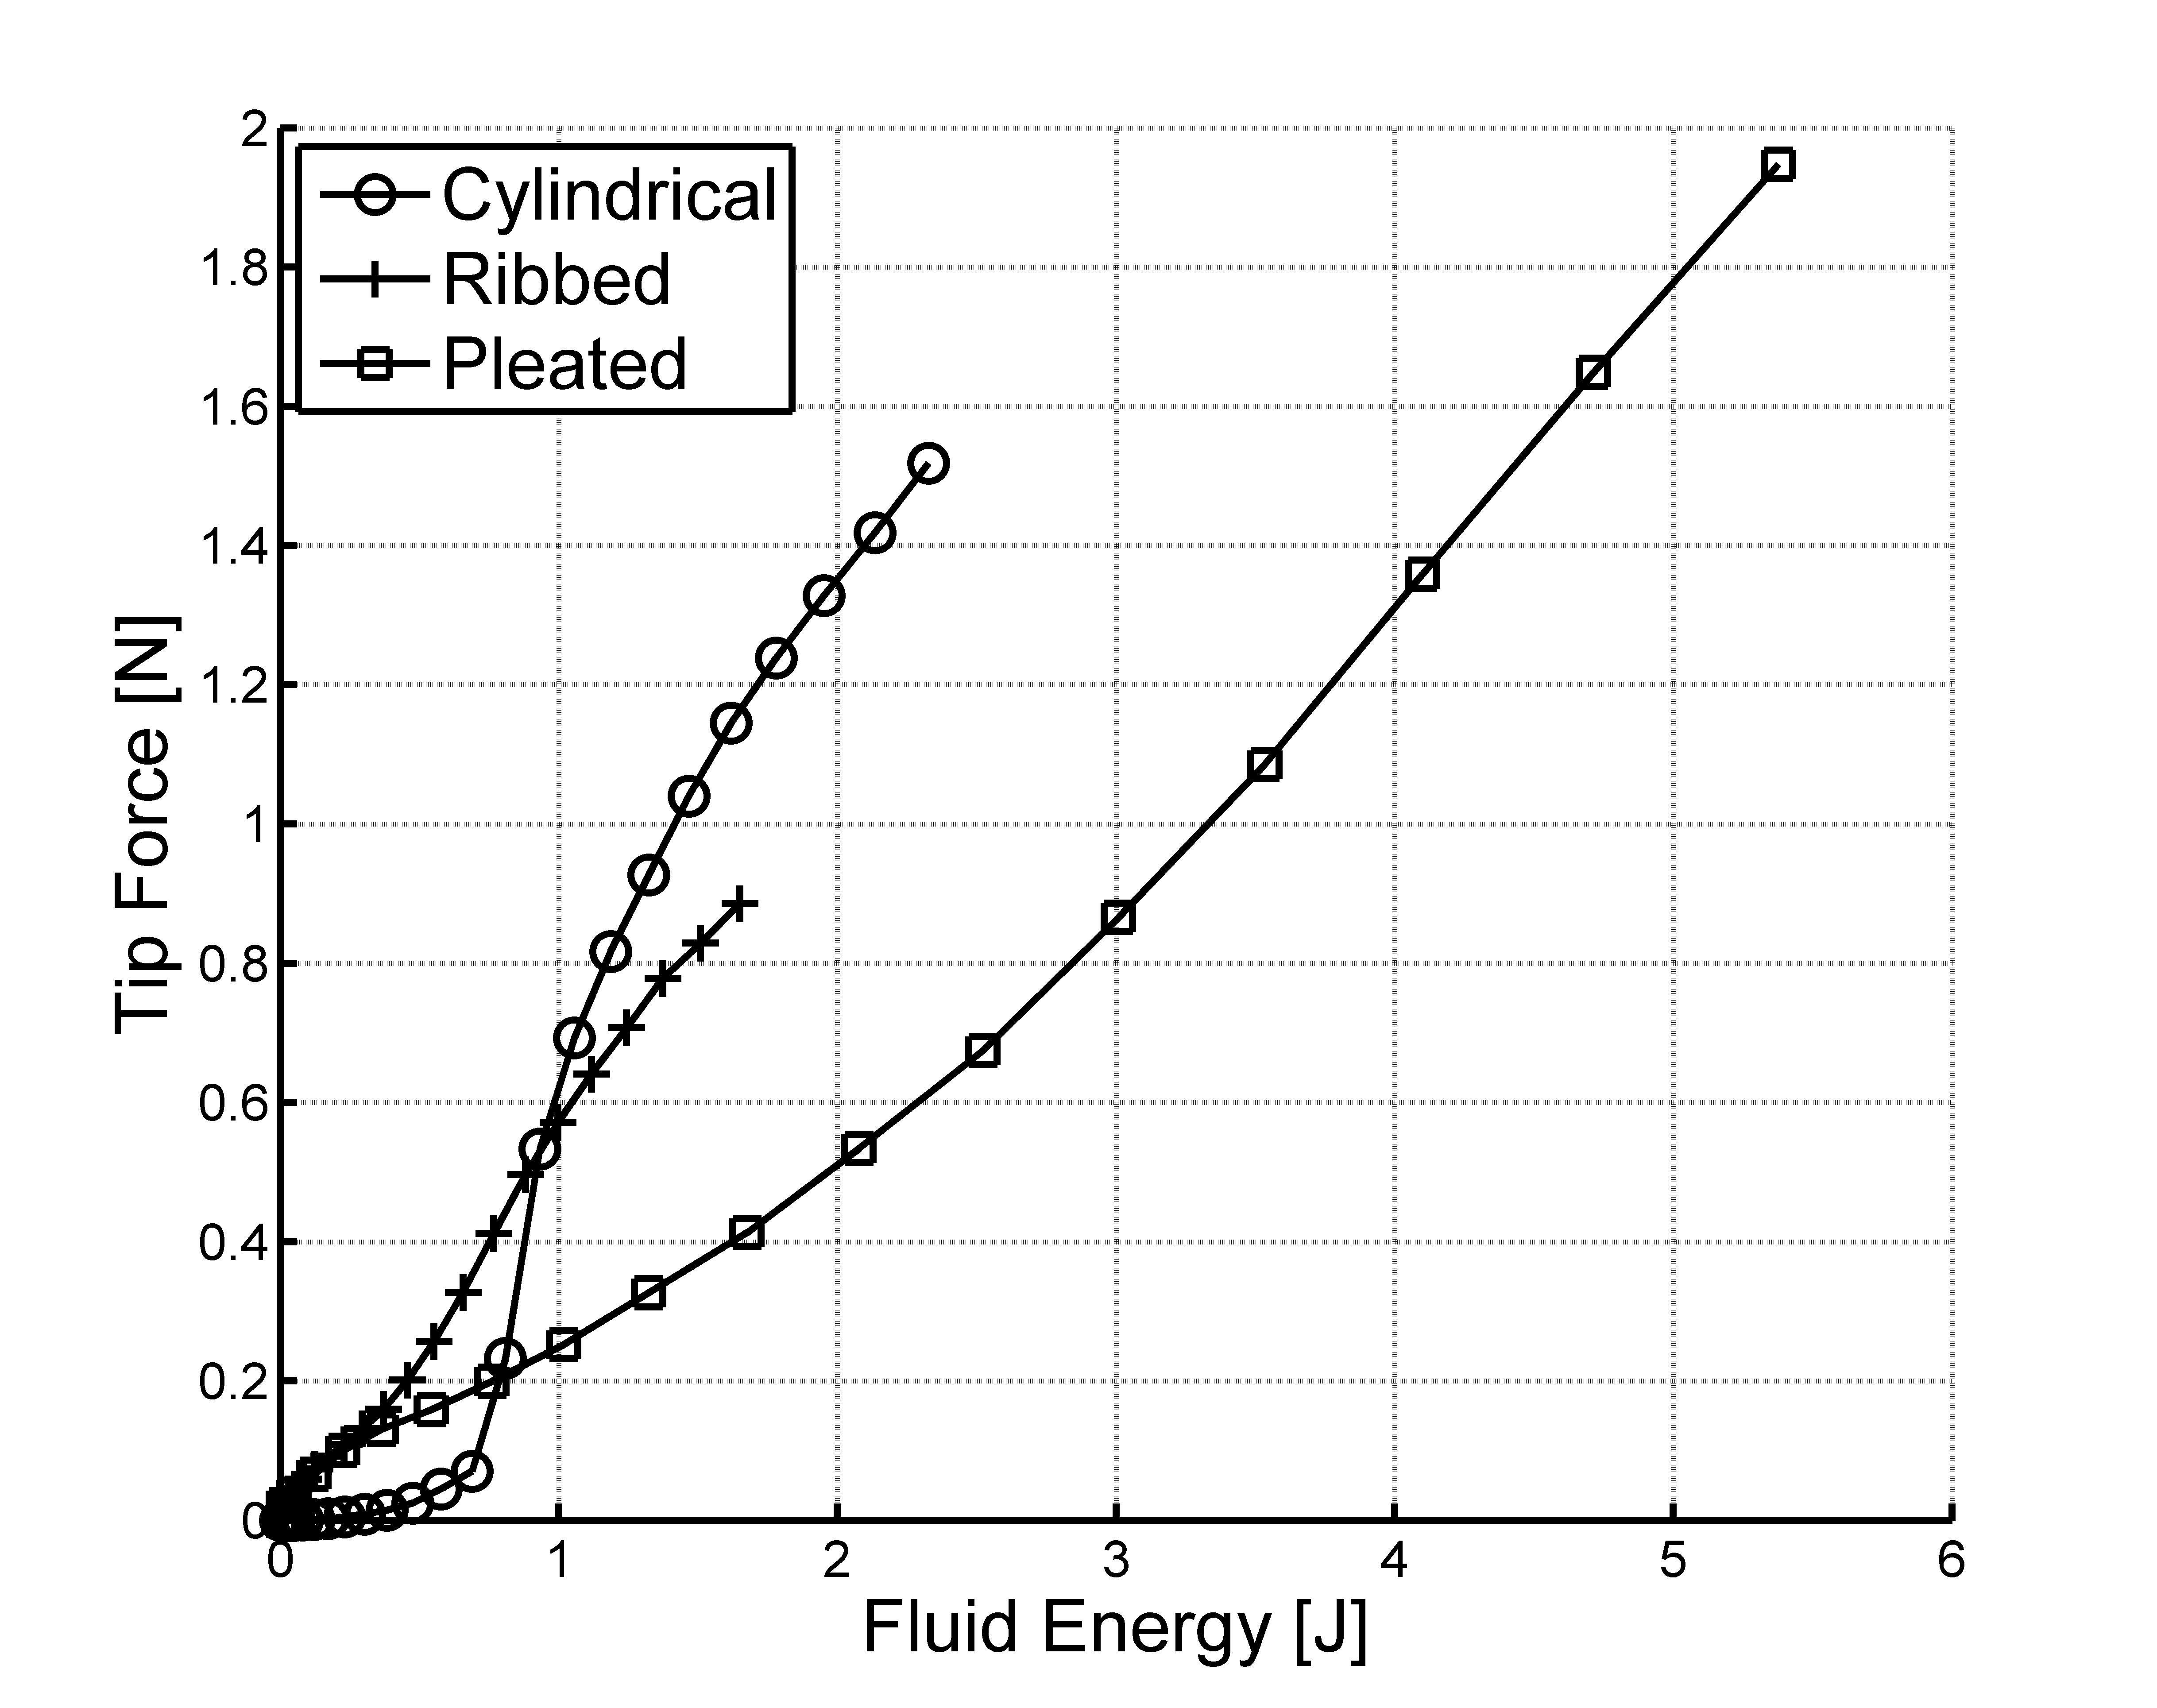 Cylindrical
Ribbed
Pleated
2
1.8
1.6
1.4
1.2
1
0.8
0.6
0.4
0.2
0
Tip Force [N]
0 1 2 3 4 5 6
Fluid Energy [J]